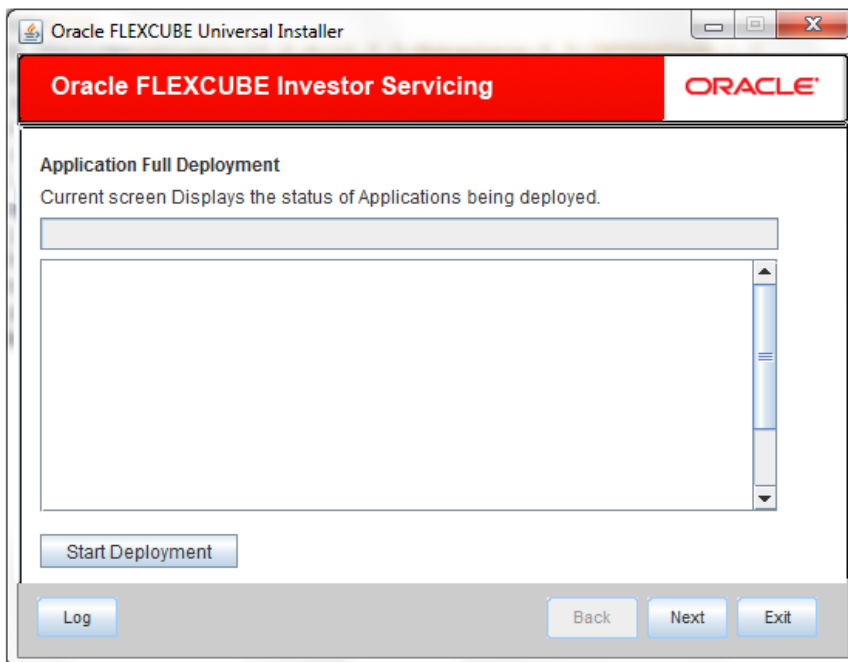 Oracle FLEXCUBE Universal Installer
Oracle FLEXCUBE Investor Servicing
ORACLE
Application Full Deployment
Current screen Displays the status of Applications being deployed.
Start Deployment
Log
Back
Next
Exit